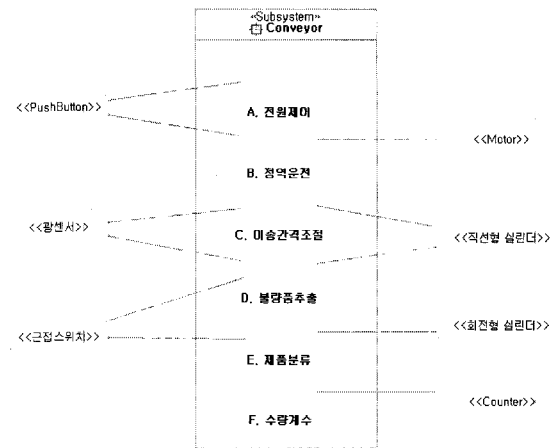 «Subsystem»
Conveyor
<<PushButton>>
A. 전원제어
<<Motor>>
B. 정역운전
<<광센서>>
C. 이송간격조절
<<직선형 실린더>>
D. 불량품추출
<<근접스위치>>
<<회전형 실린더>>
E. 제품분류
<<Counter>>
F. 수량계수